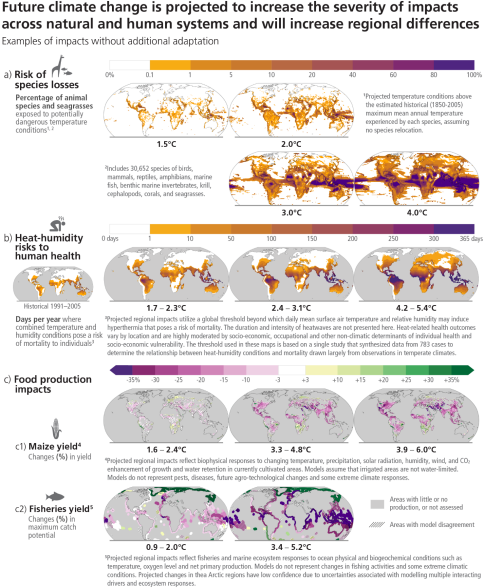 Future climate change is projected to increase the severity of impacts
across natural and human systems and will increase regional differences
Examples of impacts without additional adaptation
a) Risk of
species losses
Percentage of animal
species and seagrasses
exposed to potentially
dangerous temperature
conditions1, 2
0% 0.1 1 5 10 20 40 60 80 100%
1.5°C
2.0°C
1Projected temperature conditions above
the estimated historical (1850-2005)
maximum mean annual temperature
experienced by each species, assuming
no species relocation.
2Includes 30,652 species of birds,
mammals, reptiles, amphibians, marine
fish, benthic marine invertebrates, krill,
cephalopods, corals, and seagrasses.
3.0°C
4.0°C
b) Heat-humidity
risks to
human health
0 days 1 10 50 100 150 200 250 300 365 days
Historical 1991–2005
1.7 – 2.3°C
2.4 – 3.1°C
4.2 – 5.4°C
Days per year where
combined temperature and
humidity conditions pose a risk
of mortality to individuals3
3Projected regional impacts utilize a global threshold beyond which daily mean surface air temperature and relative humidity may induce
hyperthermia that poses a risk of mortality. The duration and intensity of heatwaves are not presented here. Heat-related health outcomes
vary by location and are highly moderated by socio-economic, occupational and other non-climatic determinants of individual health and
socio-economic vulnerability. The threshold used in these maps is based on a single study that synthesized data from 783 cases to
determine the relationship between heat-humidity conditions and mortality drawn largely from observations in temperate climates.
c) Food production
impacts
-35% -30 -25 -20 -15 -10 -3 +3 +10 +15 +20 +25 +30 +35%
c1) Maize yield4
Changes (%) in yield
1.6 – 2.4°C
3.3 – 4.8°C
3.9 – 6.0°C
4Projected regional impacts reflect biophysical responses to changing temperature, precipitation, solar radiation, humidity, wind, and CO2
enhancement of growth and water retention in currently cultivated areas. Models assume that irrigated areas are not water-limited.
Models do not represent pests, diseases, future agro-technological changes and some extreme climate responses.
c2) Fisheries yield5
Changes (%) in
maximum catch
potential
0.9 – 2.0°C
3.4 – 5.2°C
Areas with little or no
production, or not assessed
Areas with model disagreement
5Projected regional impacts reflect fisheries and marine ecosystem responses to ocean physical and biogeochemical conditions such as
temperature, oxygen level and net primary production. Models do not represent changes in fishing activities and some extreme climatic
conditions. Projected changes in thea Arctic regions have low confidence due to uncertainties associated with modelling multiple interacting
drivers and ecosystem responses.